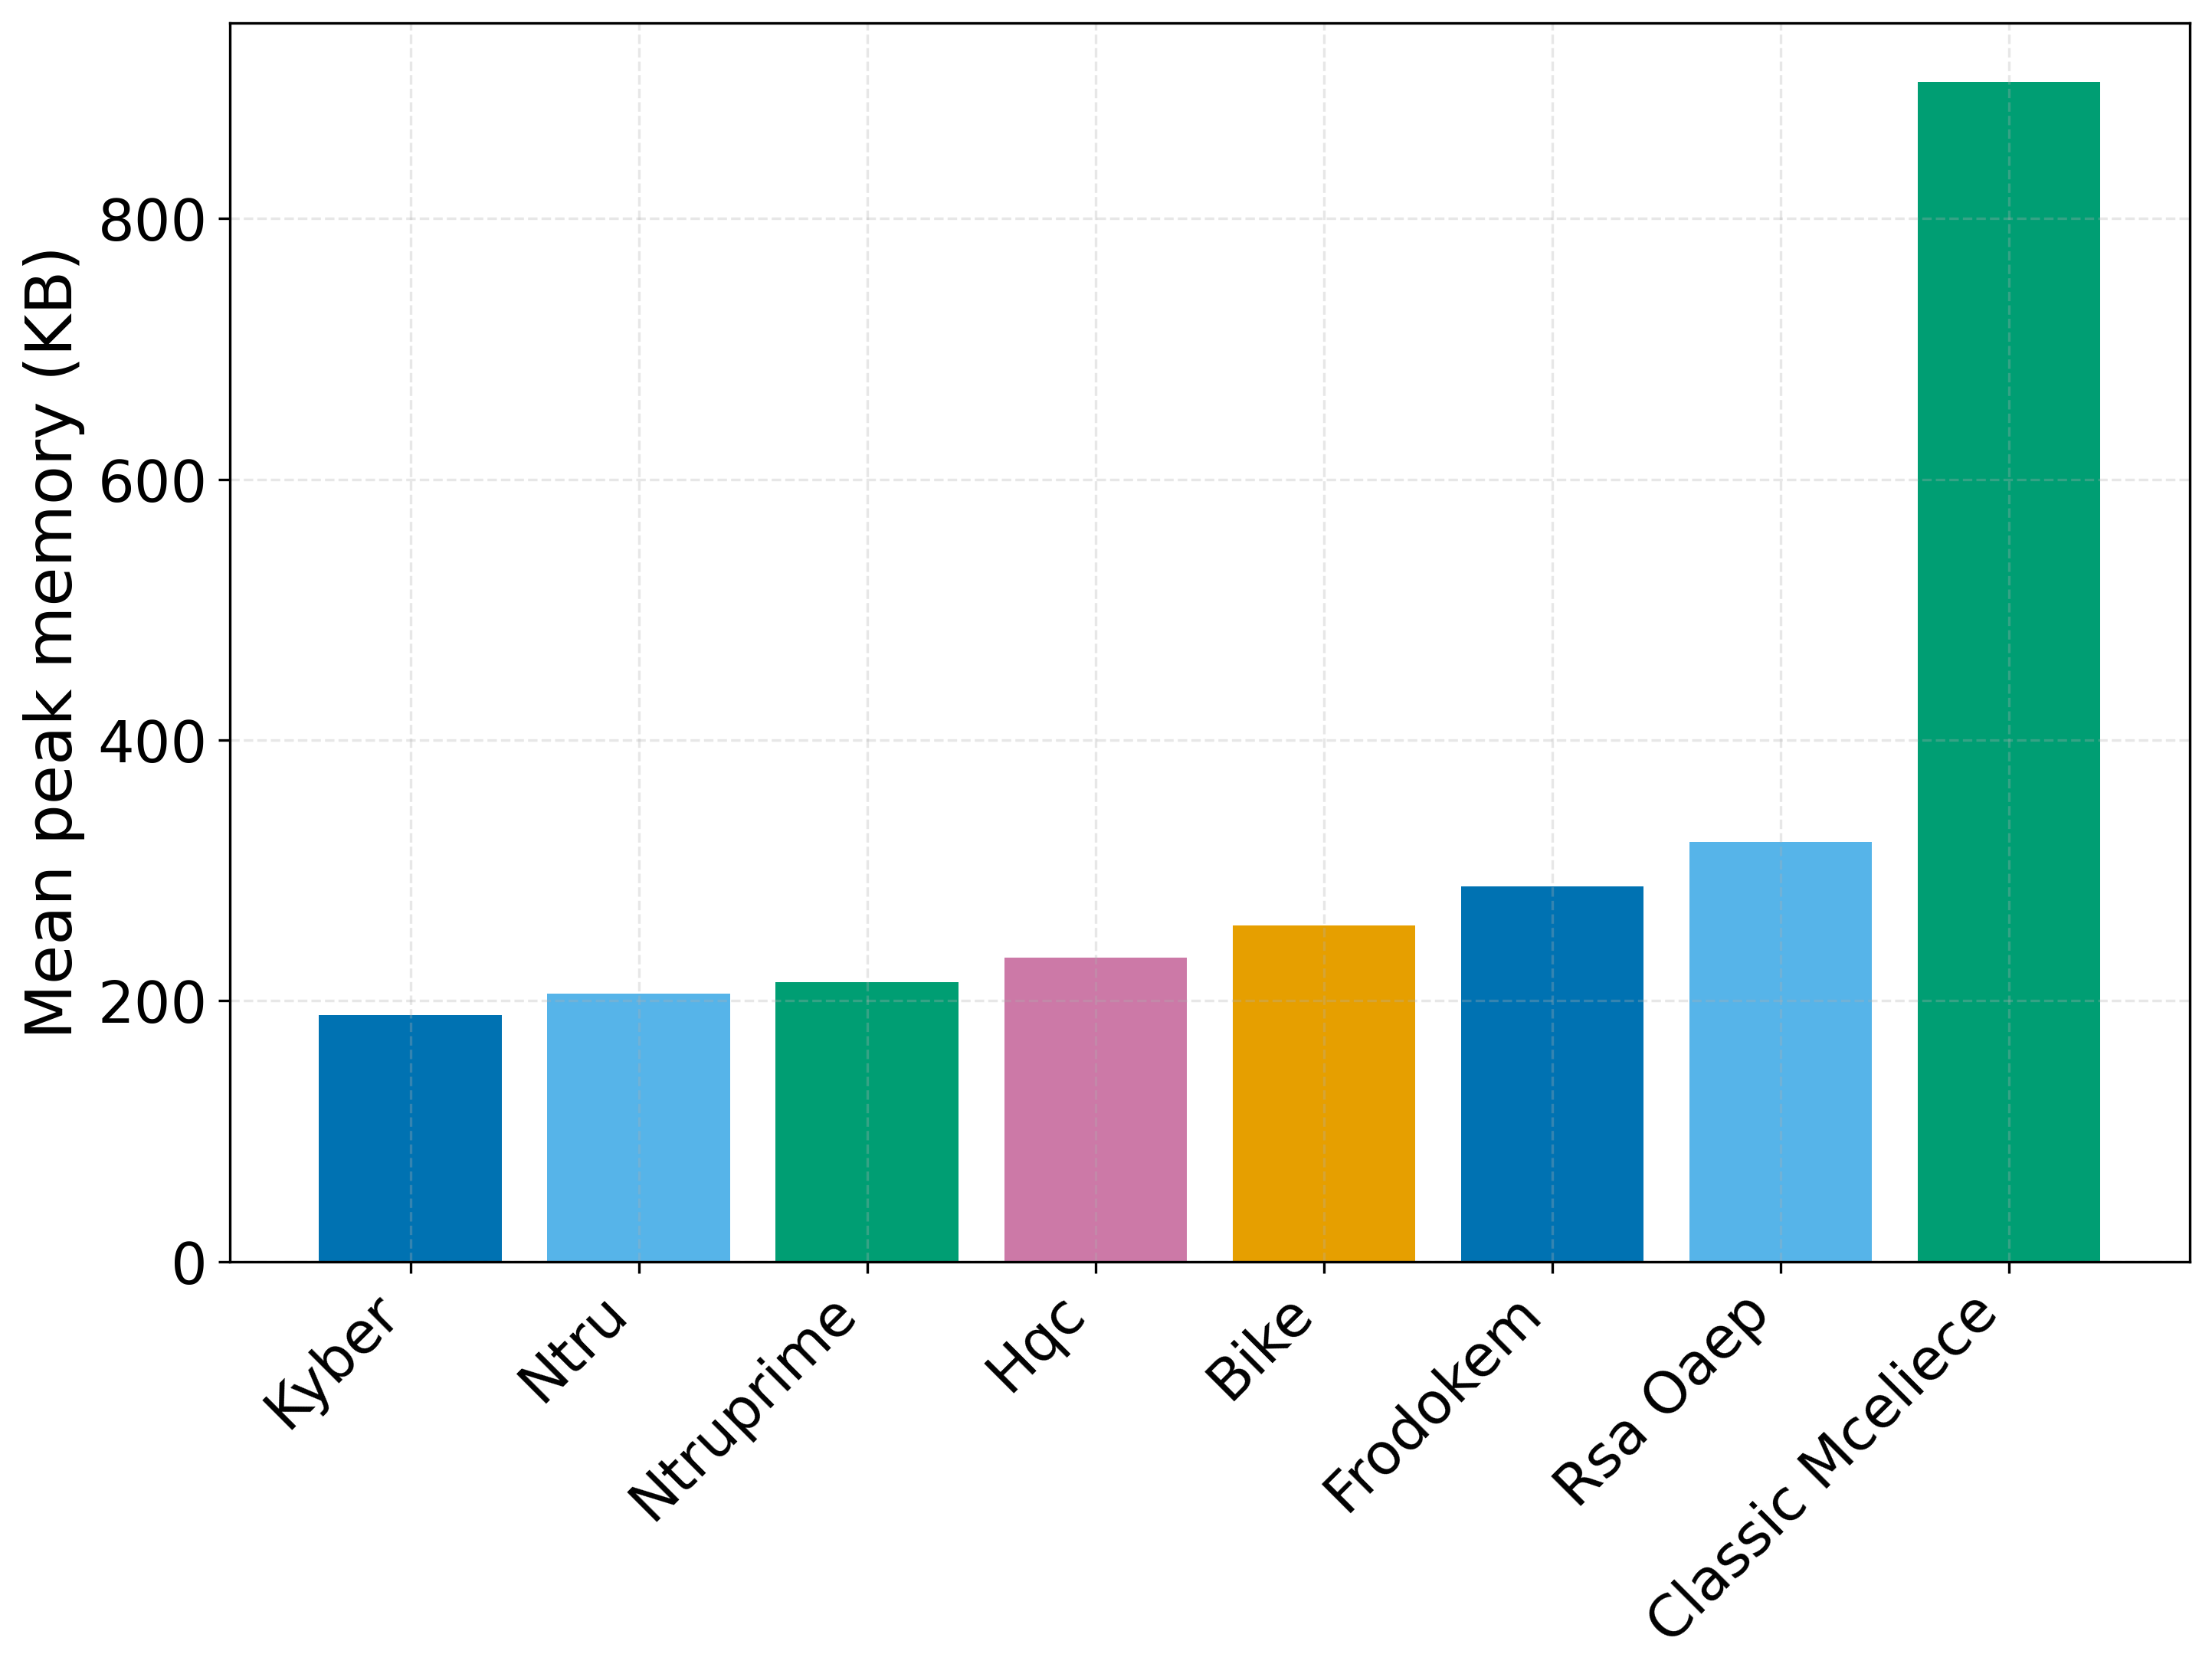 Mean peak memory (KB)
800
600
400
200
0
Kyber
Ntru
Ntruprime
Hqc
Bike
Frodokem
Rsa Oaep
Classic Mceliece